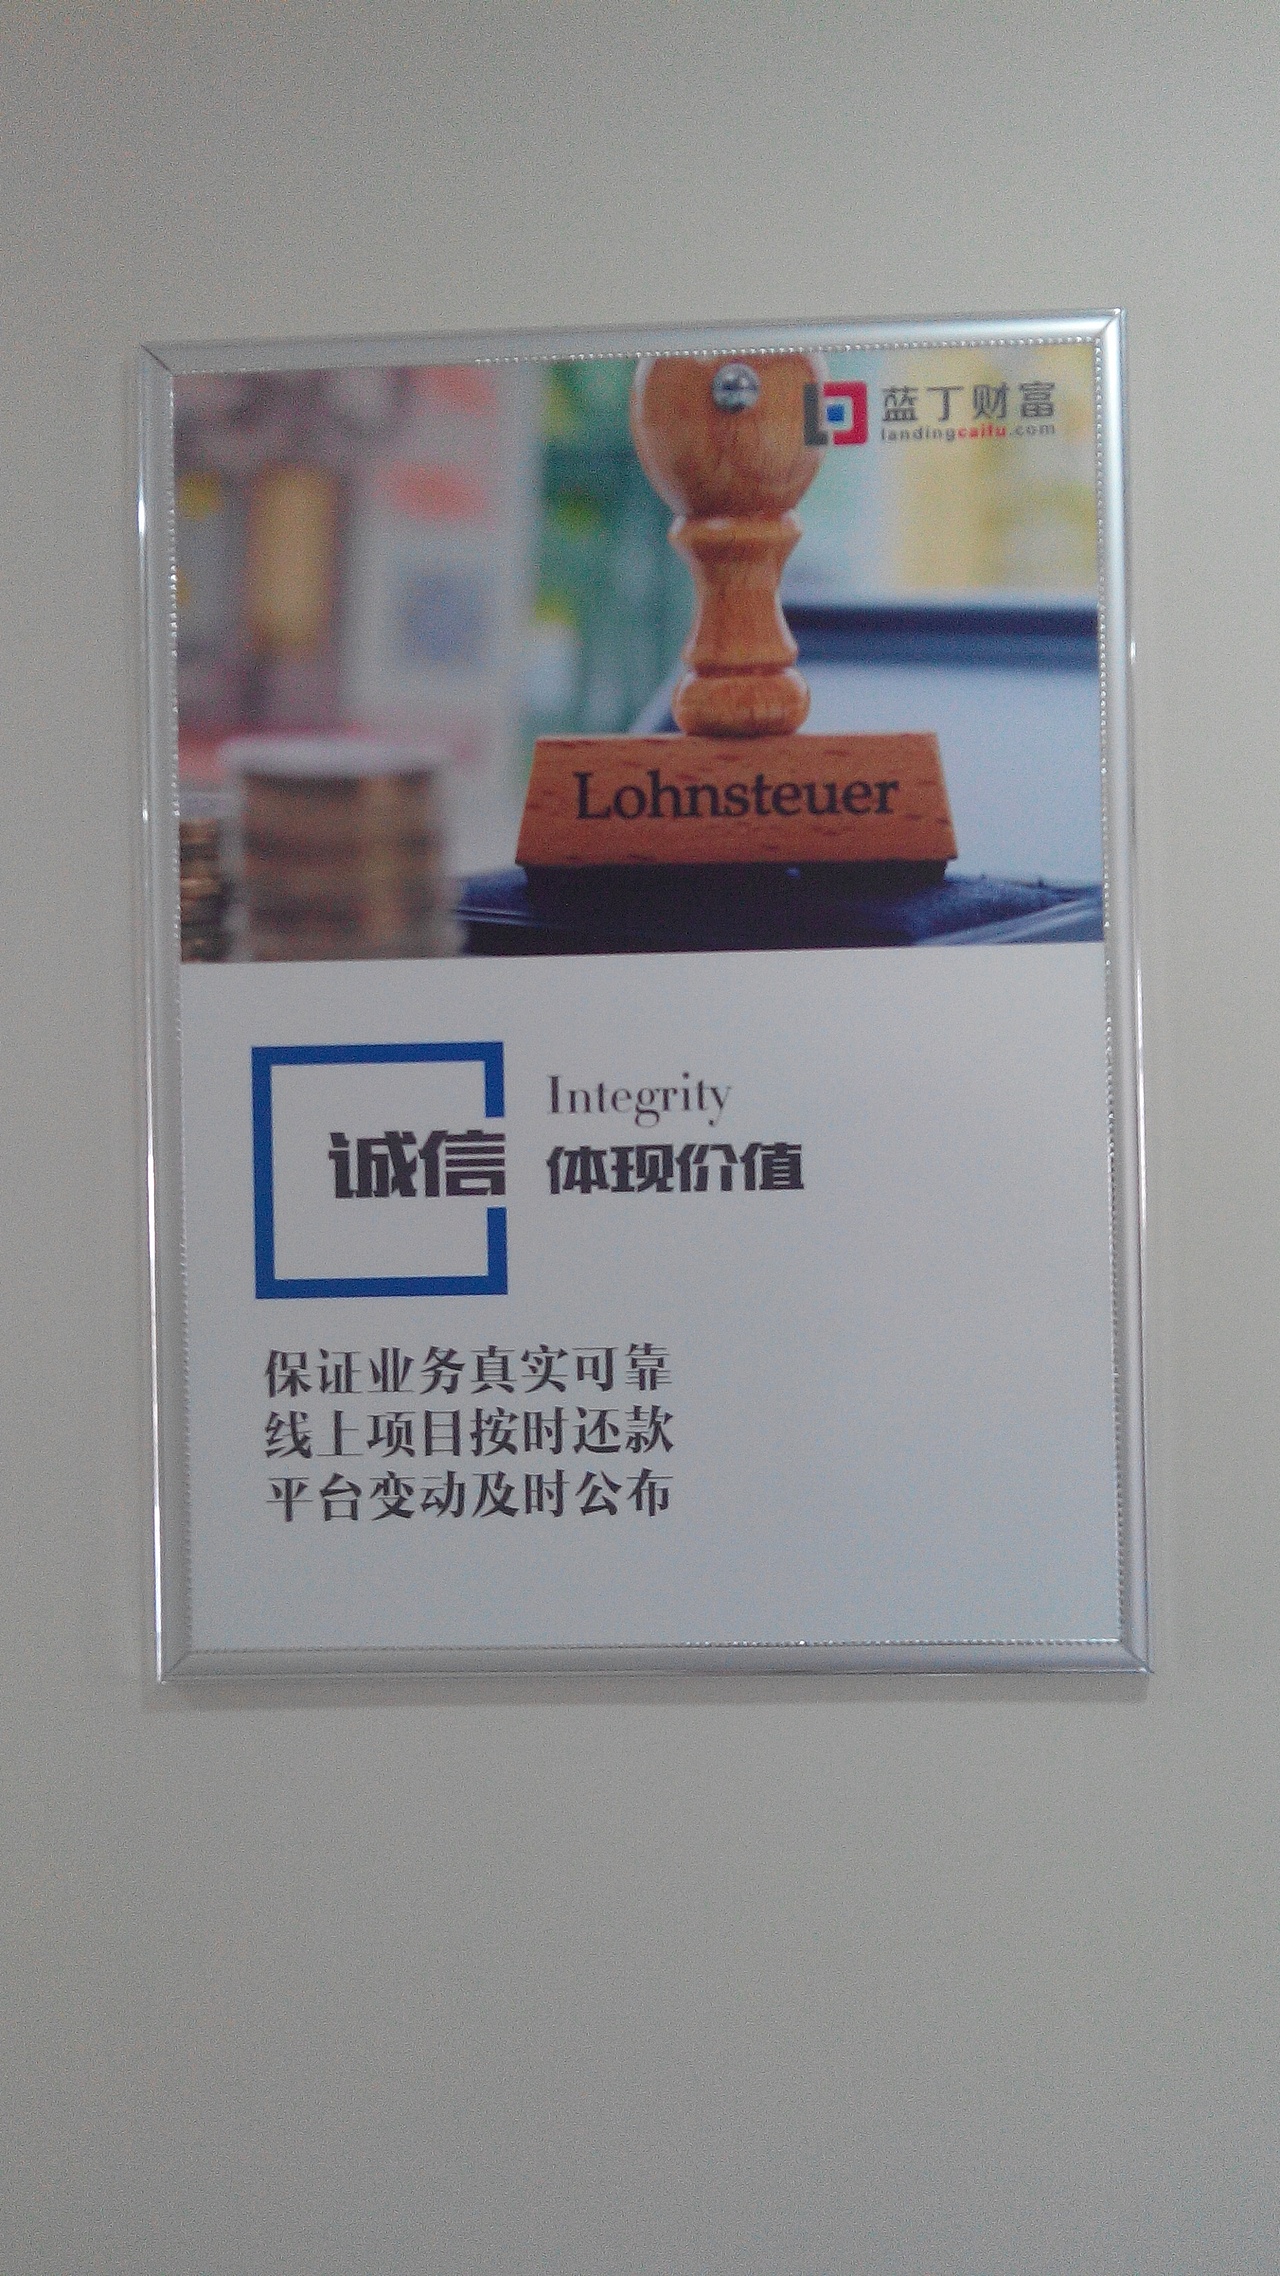 蓝丁财富
landingcaifu.com
Lohnsteuer
诚信
Integrity
体现价值
保证业务真实可靠
线上项目按时还款
平台变动及时公布